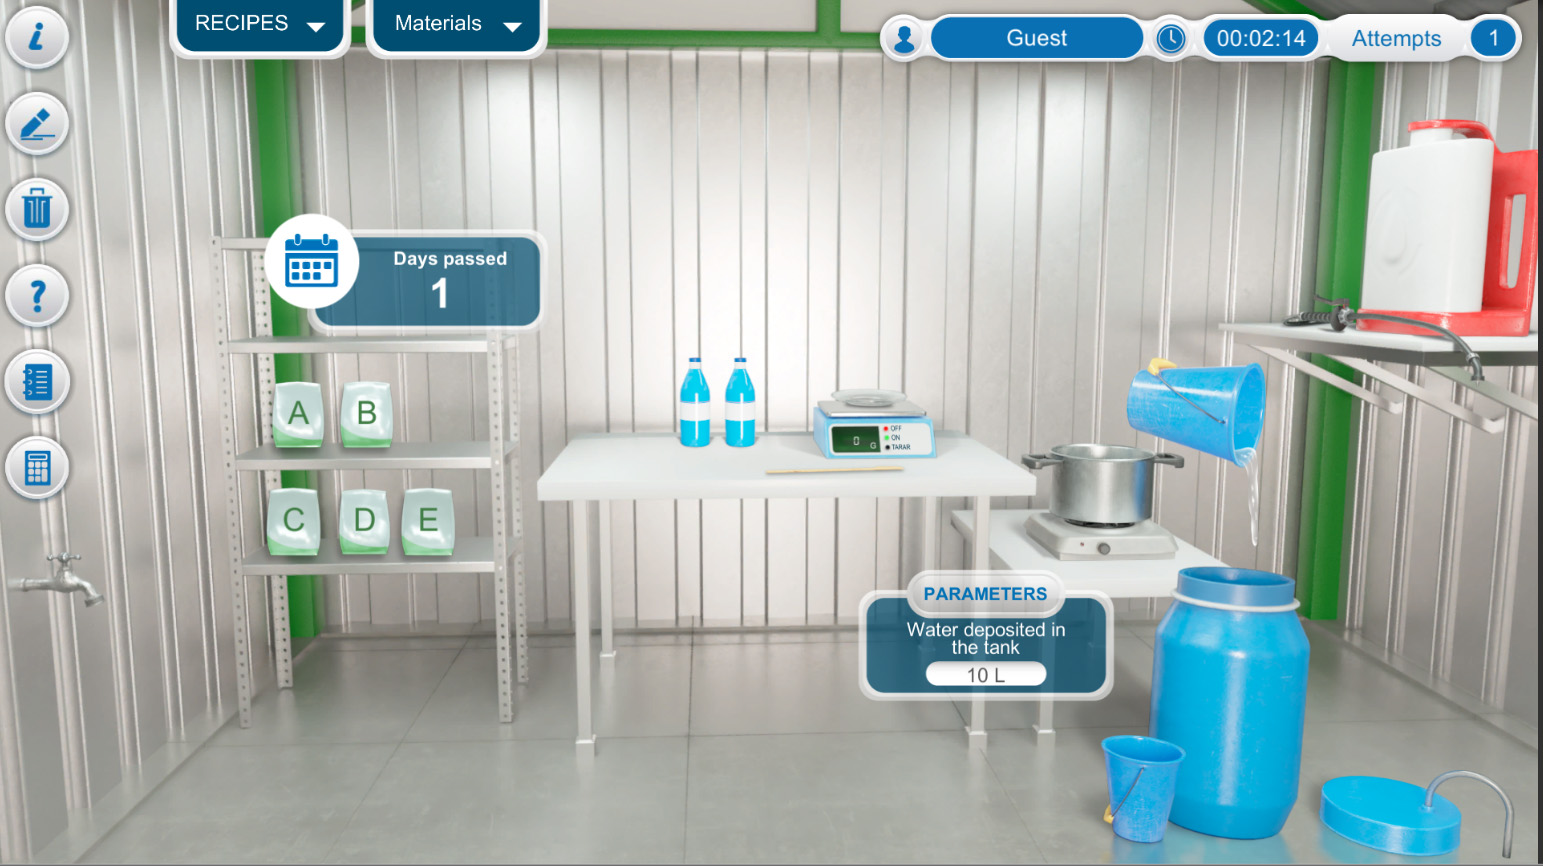 RECIPES
Materials
Guest
00:02:14
Attempts
1
Days passed
1
A
B
C
D
E
0
G
OFF
ON
TARAR
PARAMETERS
Water deposited in
the tank
10 L